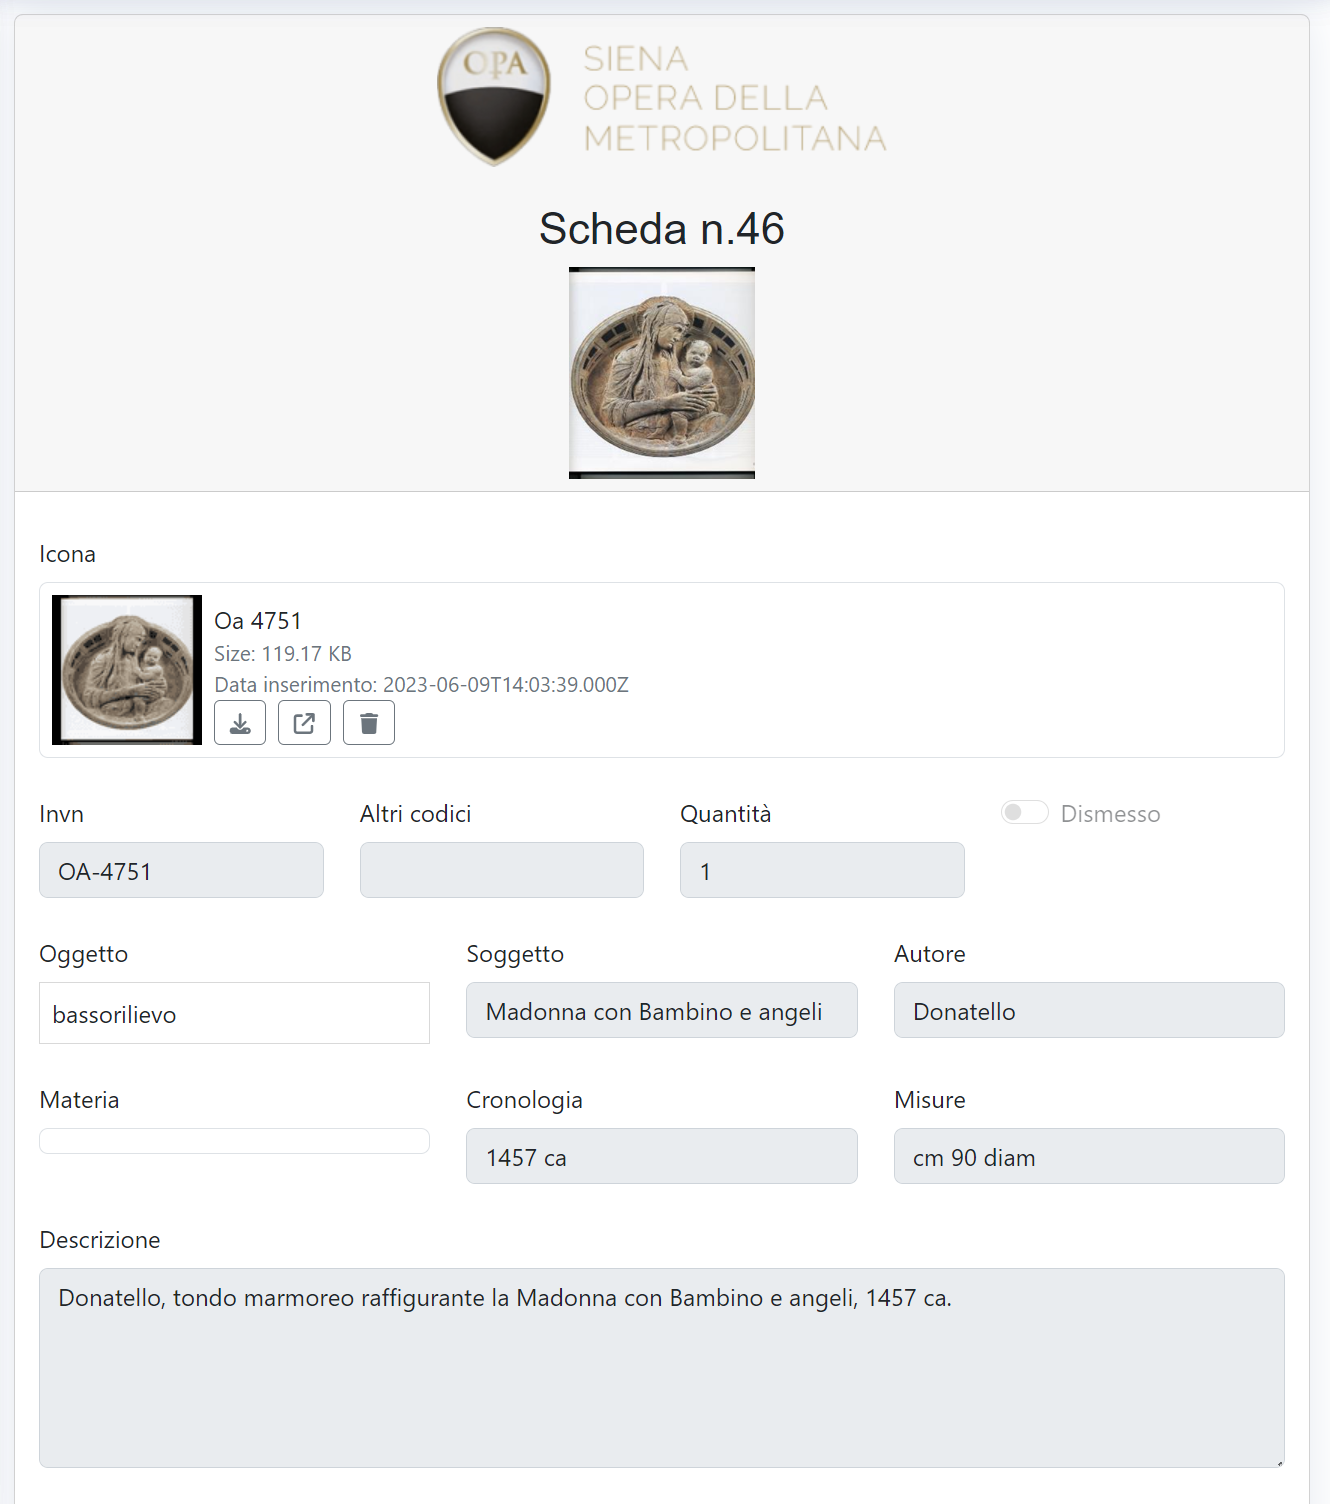 OPA
SIENA
OPERA DELLA
METROPOLITANA
Scheda n.46
Icona
Oa 4751
Size: 119.17 KB
Data inserimento: 2023-06-09T14:03:39.000Z
Invn
Altri codici
Quantità
Dismesso
OA-4751
1
Oggetto
Soggetto
Autore
bassorilievo
Madonna con Bambino e angeli
Donatello
Materia
Cronologia
Misure
1457 ca
cm 90 diam
Descrizione
Donatello, tondo marmoreo raffigurante la Madonna con Bambino e angeli, 1457 ca.